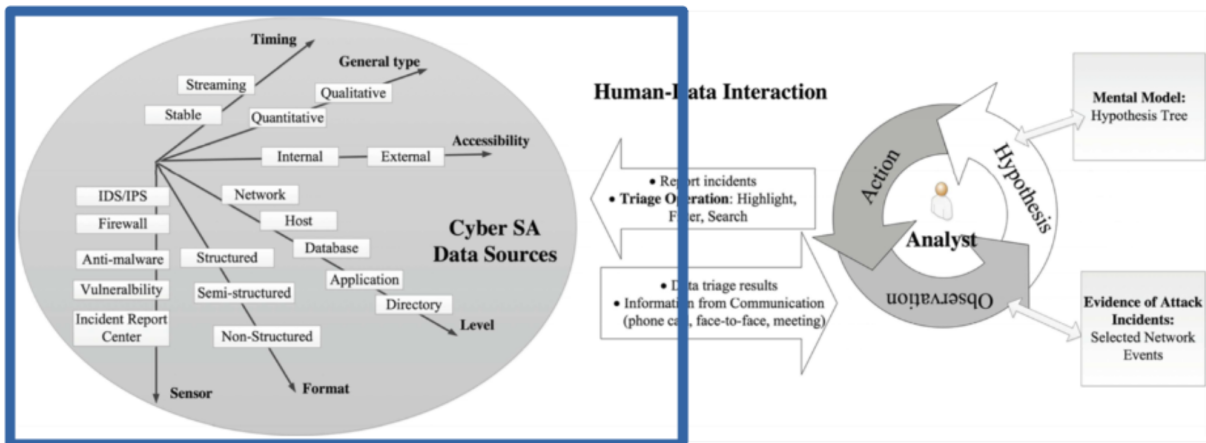 Timing
General type
Streaming
Qualitative
Stable
Quantitative
Accessibility
Internal
External
IDS/IPS
Network
Firewall
Host
Cyber SA
Data Sources
Database
Anti-malware
Structured
Application
Vulneralbility
Semi-structured
Directory
Incident Report
Center
Non-Structured
Level
Sensor
Format
Human-Data Interaction
• Report incidents
• Triage Operation: Highlight,
Filter, Search
• Data triage results
• Information from Communication
(phone call, face-to-face, meeting)
Action
Hypothesis
Analyst
Observation
Mental Model:
Hypothesis Tree
Evidence of Attack
Incidents:
Selected Network
Events